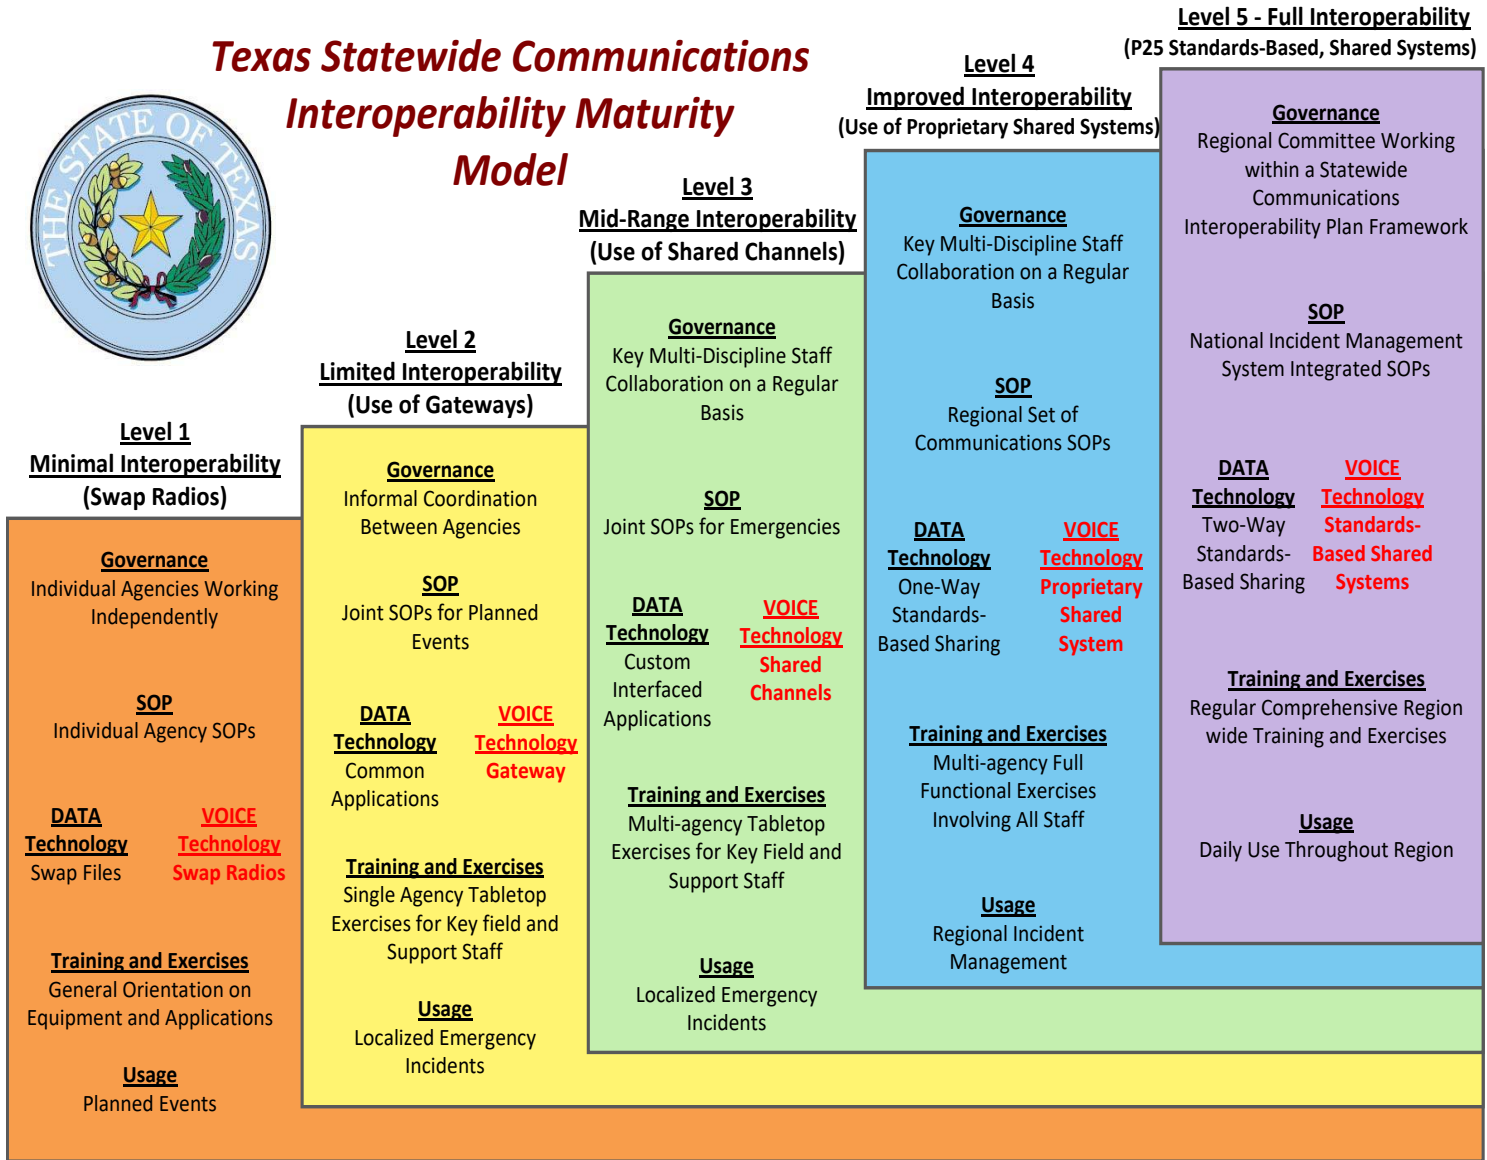 Texas Statewide Communications
Interoperability Maturity
Model
THE STATE OF TEXAS
Level 1
Minimal Interoperability
(Swap Radios)
Governance
Individual Agencies Working
Independently
SOP
Individual Agency SOPs
DATA
Technology
Swap Files
VOICE
Technology
Swap Radios
Training and Exercises
General Orientation on
Equipment and Applications
Usage
Planned Events
Level 2
Limited Interoperability
(Use of Gateways)
Governance
Informal Coordination
Between Agencies
SOP
Joint SOPs for Planned
Events
DATA
Technology
Common
Applications
VOICE
Technology
Gateway
Training and Exercises
Single Agency Tabletop
Exercises for Key field and
Support Staff
Usage
Localized Emergency
Incidents
Level 3
Mid-Range Interoperability
(Use of Shared Channels)
Governance
Key Multi-Discipline Staff
Collaboration on a Regular
Basis
SOP
Joint SOPs for Emergencies
DATA
Technology
Custom
Interfaced
Applications
VOICE
Technology
Shared
Channels
Training and Exercises
Multi-agency Tabletop
Exercises for Key Field and
Support Staff
Usage
Localized Emergency
Incidents
Level 4
Improved Interoperability
(Use of Proprietary Shared Systems)
Governance
Key Multi-Discipline Staff
Collaboration on a Regular
Basis
SOP
Regional Set of
Communications SOPs
DATA
Technology
One-Way
Standards-
Based Sharing
VOICE
Technology
Proprietary
Shared
System
Training and Exercises
Multi-agency Full
Functional Exercises
Involving All Staff
Usage
Regional Incident
Management
Level 5 - Full Interoperability
(P25 Standards-Based, Shared Systems)
Governance
Regional Committee Working
within a Statewide
Communications
Interoperability Plan Framework
SOP
National Incident Management
System Integrated SOPs
DATA
Technology
Two-Way
Standards-
Based Sharing
VOICE
Technology
Standards-
Based Shared
Systems
Training and Exercises
Regular Comprehensive Region
wide Training and Exercises
Usage
Daily Use Throughout Region